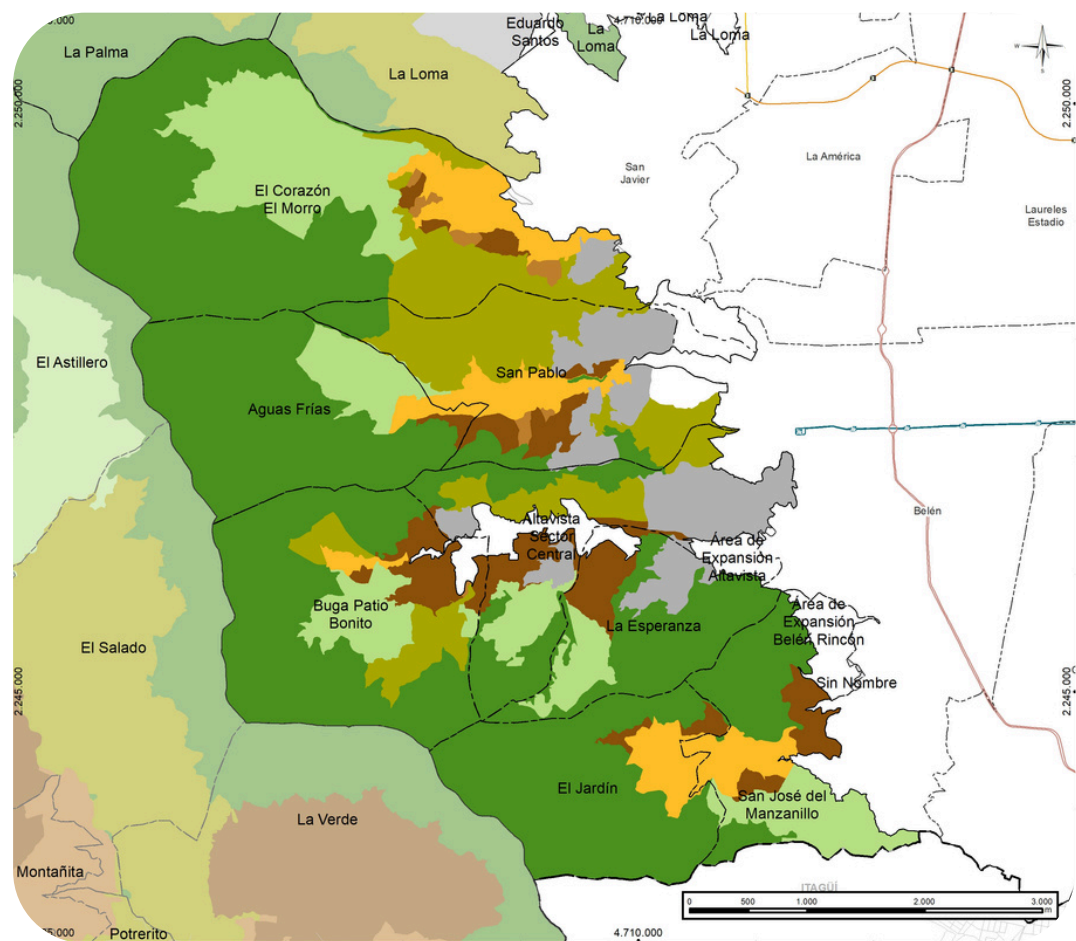 Eduardo
Santos
La
Loma
4.710.000
La Loma
La Loma
La Palma
La Loma
2.250.000
San
Javier
La América
Laureles
Estadio
El Corazón
El Morro
El Astillero
San Pablo
Aguas Frías
Belén
Altavista
Sector
Central
Área de
Expansión
Altavista
Buga Patio
Bonito
La Esperanza
Área de
Expansión
Belén Rincón
El Salado
Sin Nombre
2.245.000
El Jardín
San José del
Manzanillo
La Verde
Montañita
ITAGÜÍ
0 500 1.000 2.000 3.000
m
Potrerito
4.710.000
2.250.000
2.245.000
N
W
S